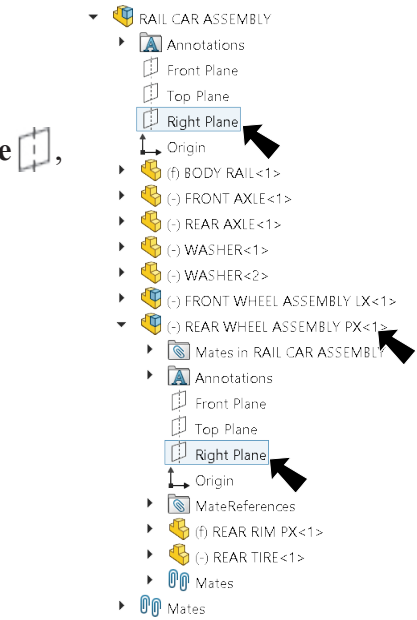 RAIL CAR ASSEMBLY
Annotations
Front Plane
Top Plane
Right Plane
e ,
Origin
(f) BODY RAIL<1>
(-) FRONT AXLE<1>
(-) REAR AXLE<1>
(-) WASHER<1>
(-) WASHER<2>
(-) FRONT WHEEL ASSEMBLY LX<1>
(-) REAR WHEEL ASSEMBLY PX<1>
Mates in RAIL CAR ASSEMBLY
Annotations
Front Plane
Top Plane
Right Plane
Origin
MateReferences
(f) REAR RIM PX<1>
(-) REAR TIRE<1>
Mates
Mates